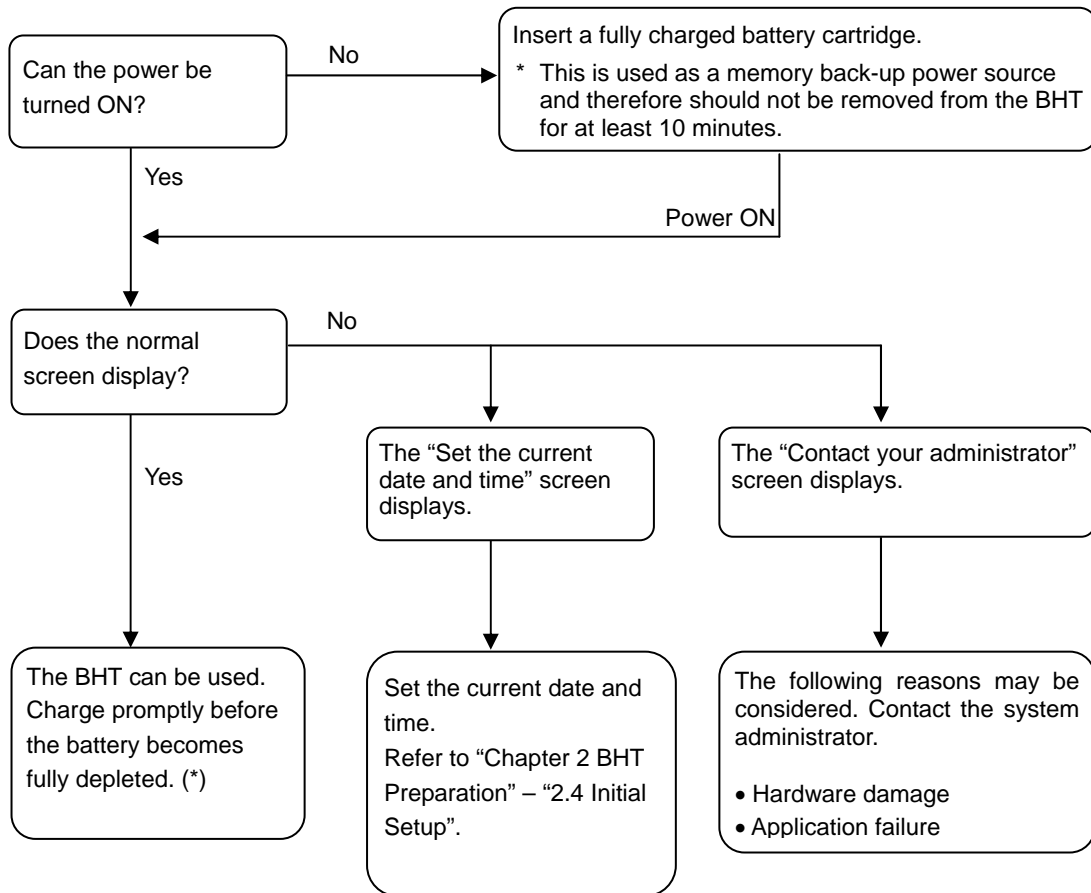 Can the power be
turned ON?
No
Insert a fully charged battery cartridge.
* This is used as a memory back-up power source
and therefore should not be removed from the BHT
for at least 10 minutes.
Yes
Power ON
Does the normal
screen display?
No
Yes
The “Set the current
date and time” screen
displays.
The “Contact your administrator”
screen displays.
The BHT can be used.
Charge promptly before
the battery becomes
fully depleted. (*)
Set the current date and
time.
Refer to “Chapter 2 BHT
Preparation” – “2.4 Initial
Setup”.
The following reasons may be
considered. Contact the system
administrator.
• Hardware damage
• Application failure